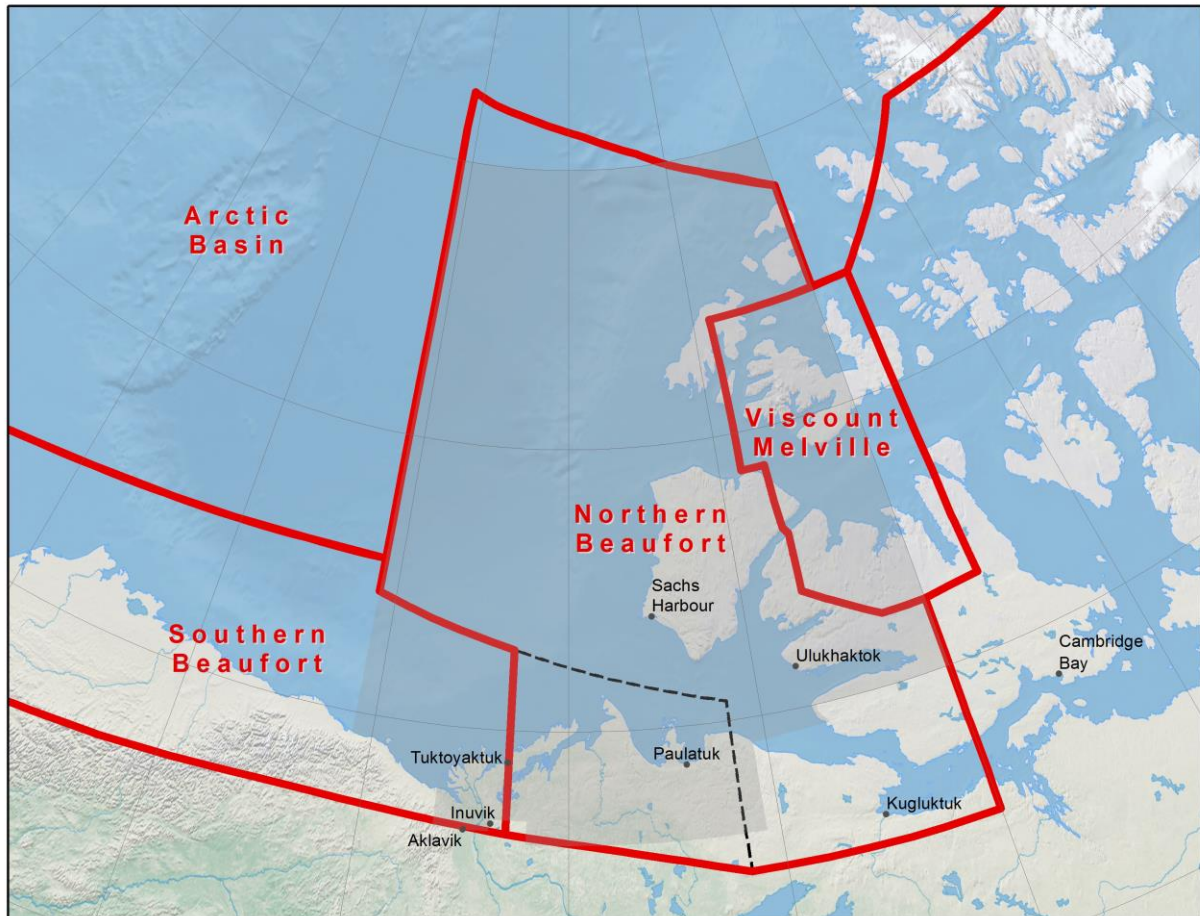 Arctic
Basin
Viscount
Melville
Northern
Beaufort
Sachs
Harbour
Southern
Beaufort
Cambridge
Bay
Ulukhaktok
Tuktoyaktuk
Paulatuk
Inuvik
Kugluktuk
Aklavik